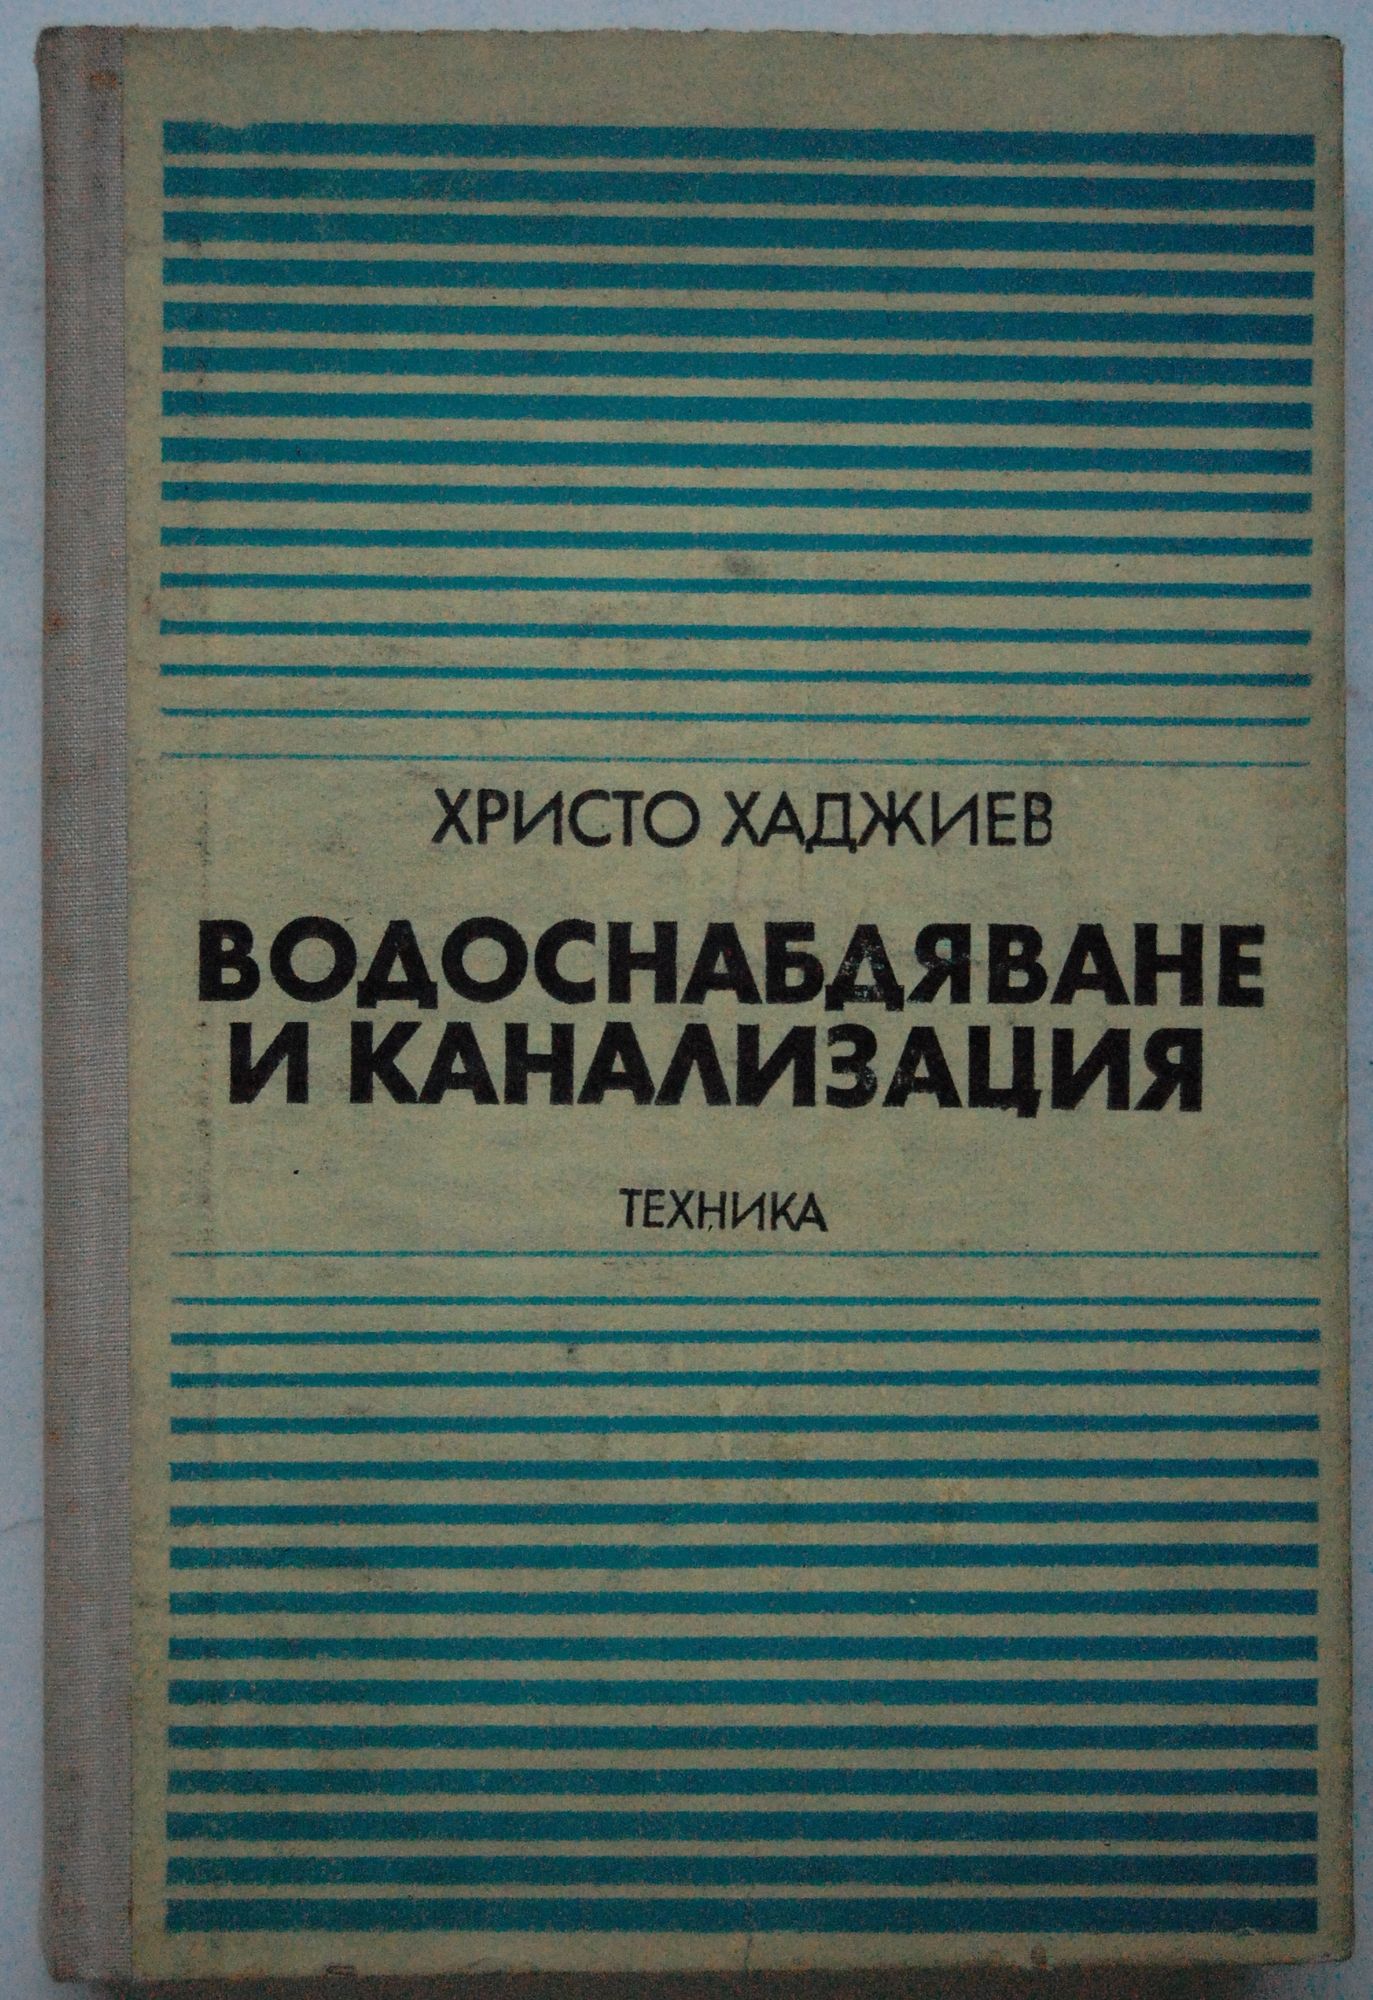 ХРИСТО ХАДЖИЕВ
ВОДОСНАБДЯВАНЕ
И КАНАЛИЗАЦИЯ
ТЕХНИКА